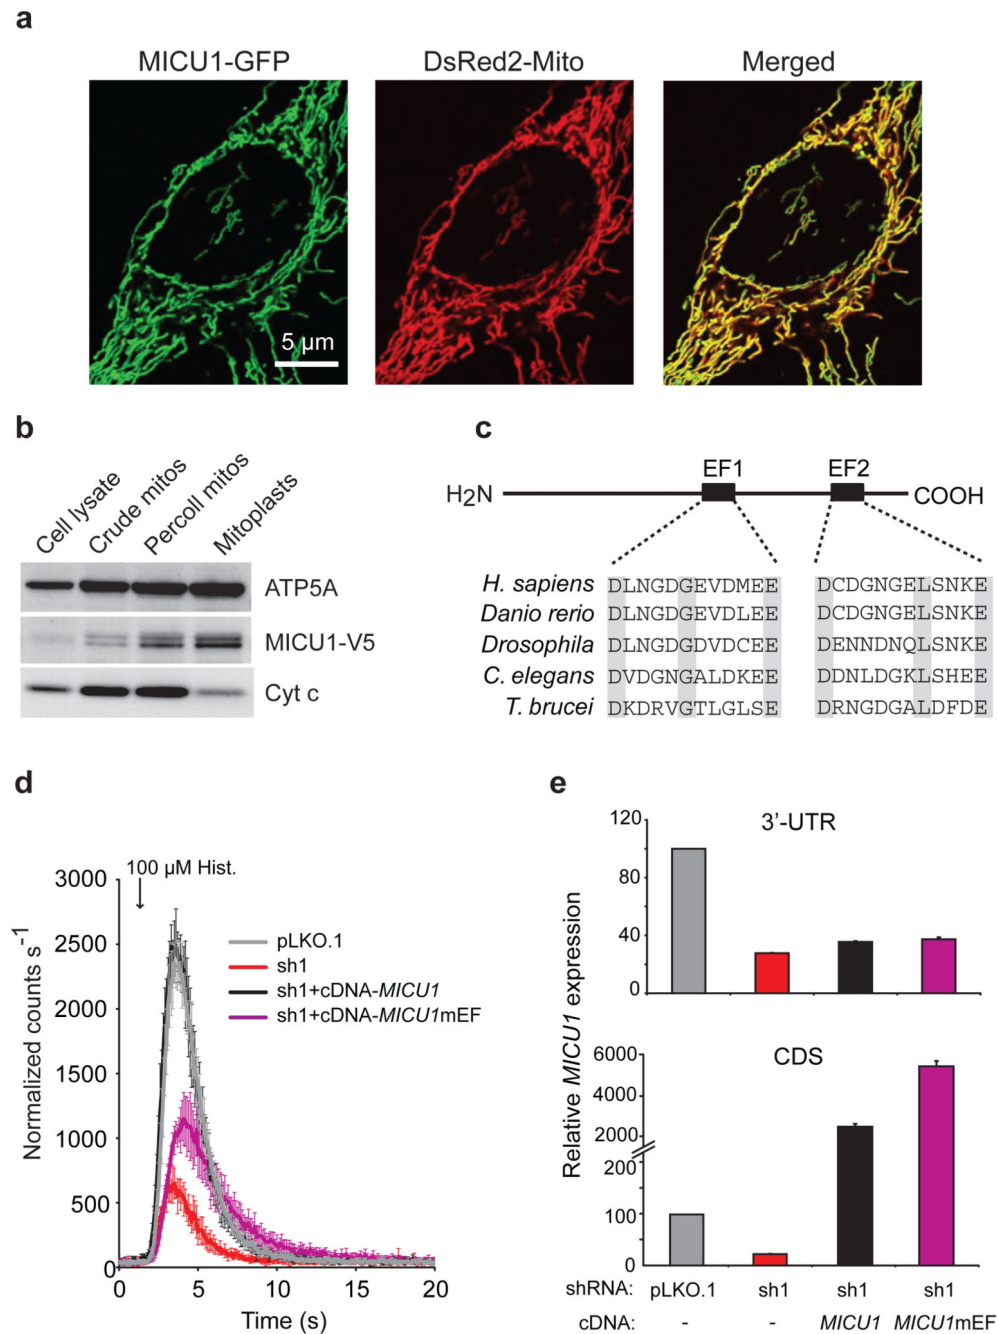 a
MICU1-GFP DsRed2-Mito Merged
5 µm
b
Cell lysate
Crude mitos
Percoll mitos
Mitoplasts
ATP5A
MICU1-V5
Cyt c
c
EF1 EF2
H2N COOH
H. sapiens DLNGDGEVDMEE DCDGNGELSNKE
Danio rerio DLNGDGEVDLEE DCDGNGELSNKE
Drosophila DLNGDGDVDCEE DENNDNQLSNKE
C. elegans DVDGNGALDKEE DDNLDGKLSHEE
T. brucei DKDRVGTLGLSE DRNGDGALDFDE
d
100 µM Hist.
Normalized counts s-1
3000
2500
2000
1500
1000
500
0
0 5 10 15 20
Time (s)
pLKO.1
sh1
sh1+cDNA-MICU1
sh1+cDNA-MICU1mEF
e
Relative MICU1 expression
3'-UTR
120
80
40
0
CDS
6000
4000
2000
200
100
0
shRNA: pLKO.1 sh1 sh1 sh1
cDNA: - - MICU1 MICU1mEF